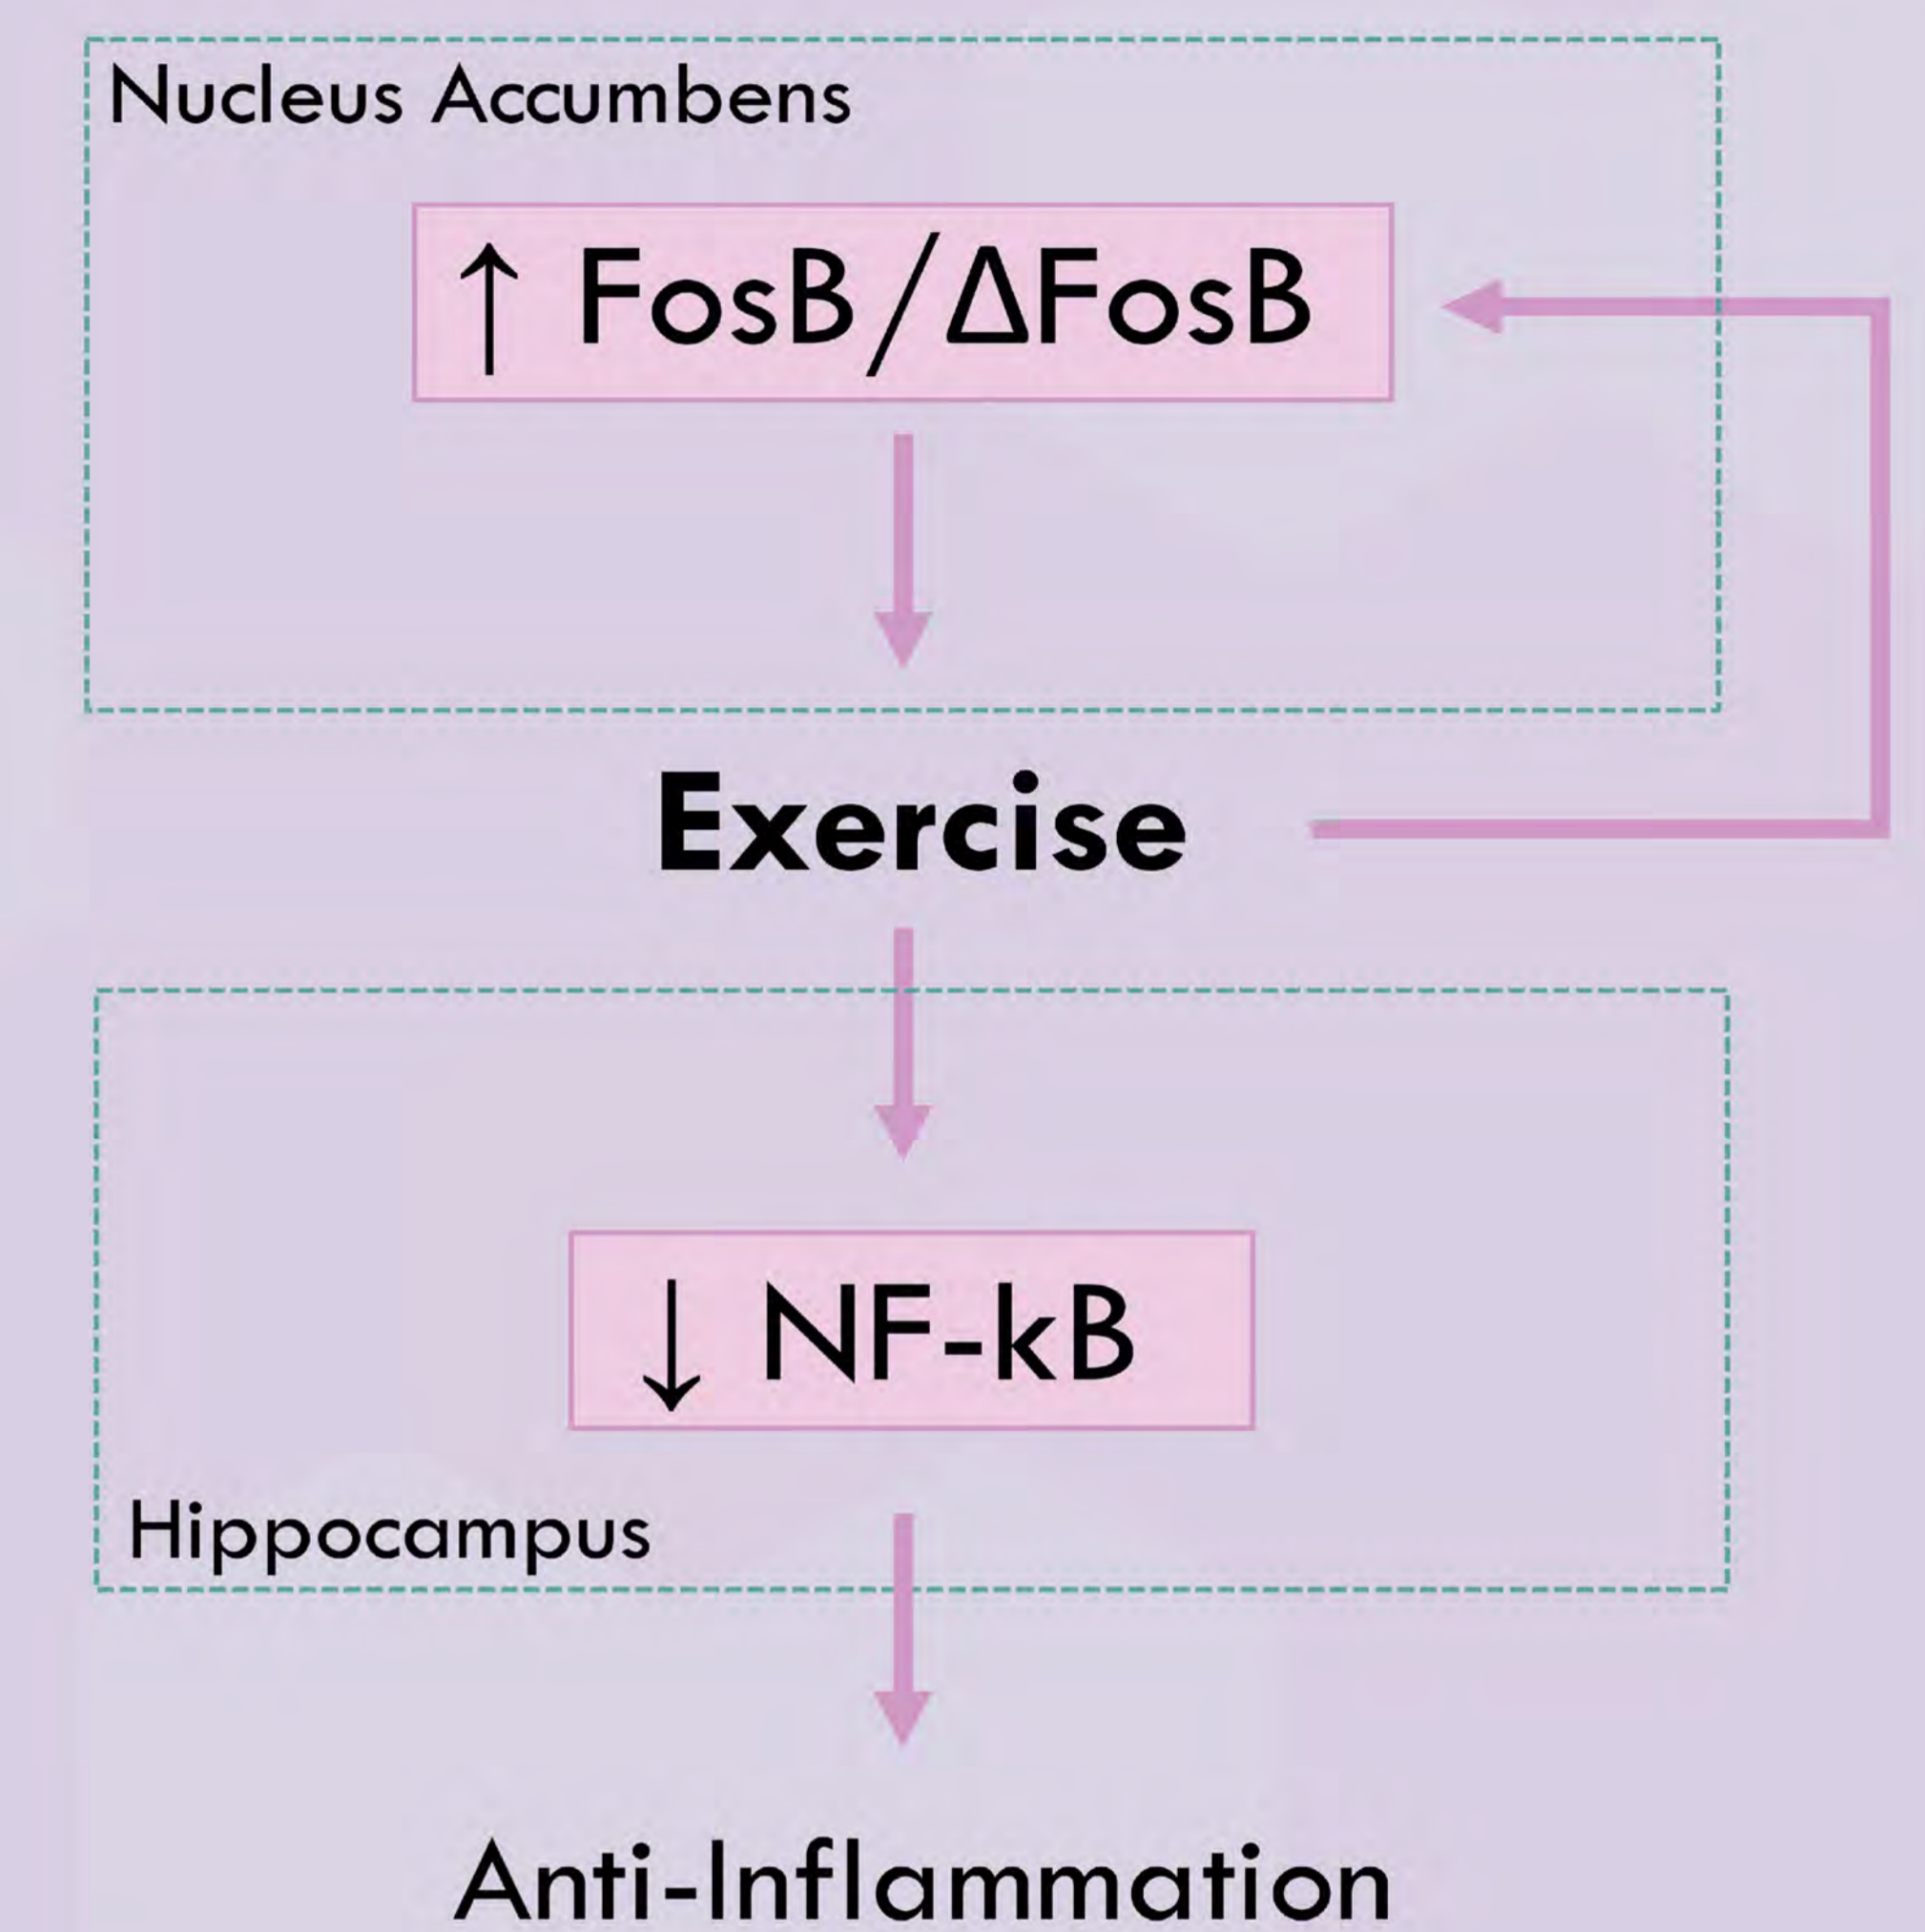 Nucleus Accumbens
↑ FosB/ΔFosB
Exercise
↓ NF-kB
Hippocampus
Anti-Inflammation